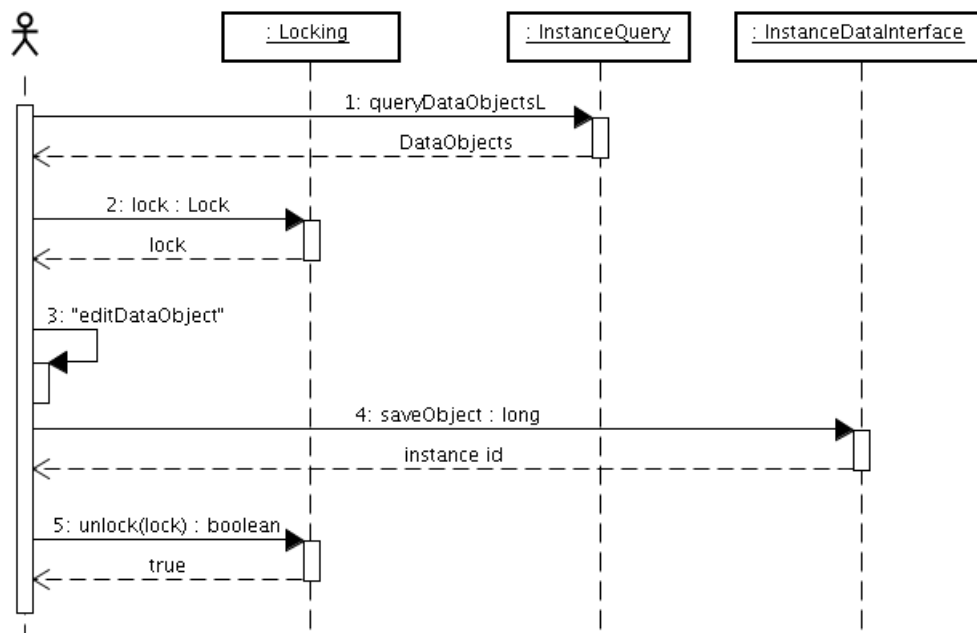 : Locking
: InstanceQuery
: InstanceDataInterface
1: queryDataObjectsL
DataObjects
2: lock : Lock
lock
3: "editDataObject"
4: saveObject : long
instance id
5: unlock(lock) : boolean
true